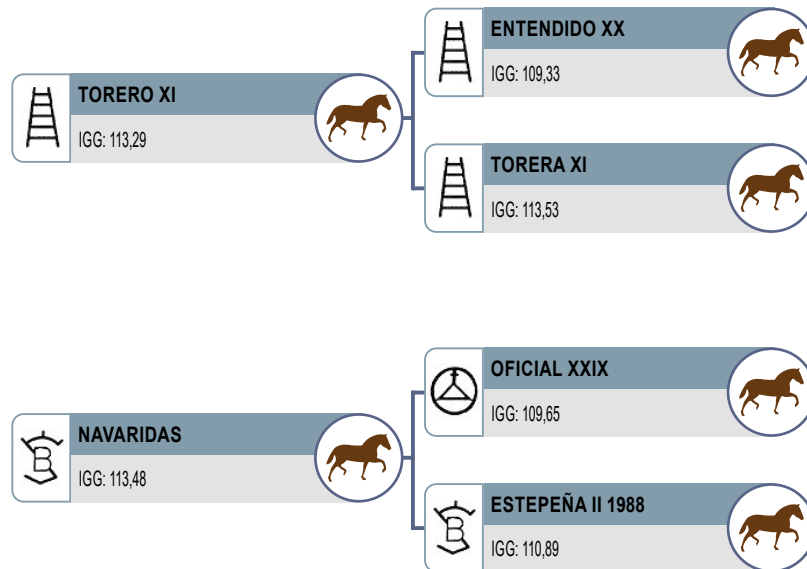 ENTENDIDO XX
IGG: 109,33
TORERO XI
IGG: 113,29
TORERA XI
IGG: 113,53
OFICIAL XXIX
IGG: 109,65
NAVARIDAS
IGG: 113,48
ESTEPEÑA II 1988
IGG: 110,89